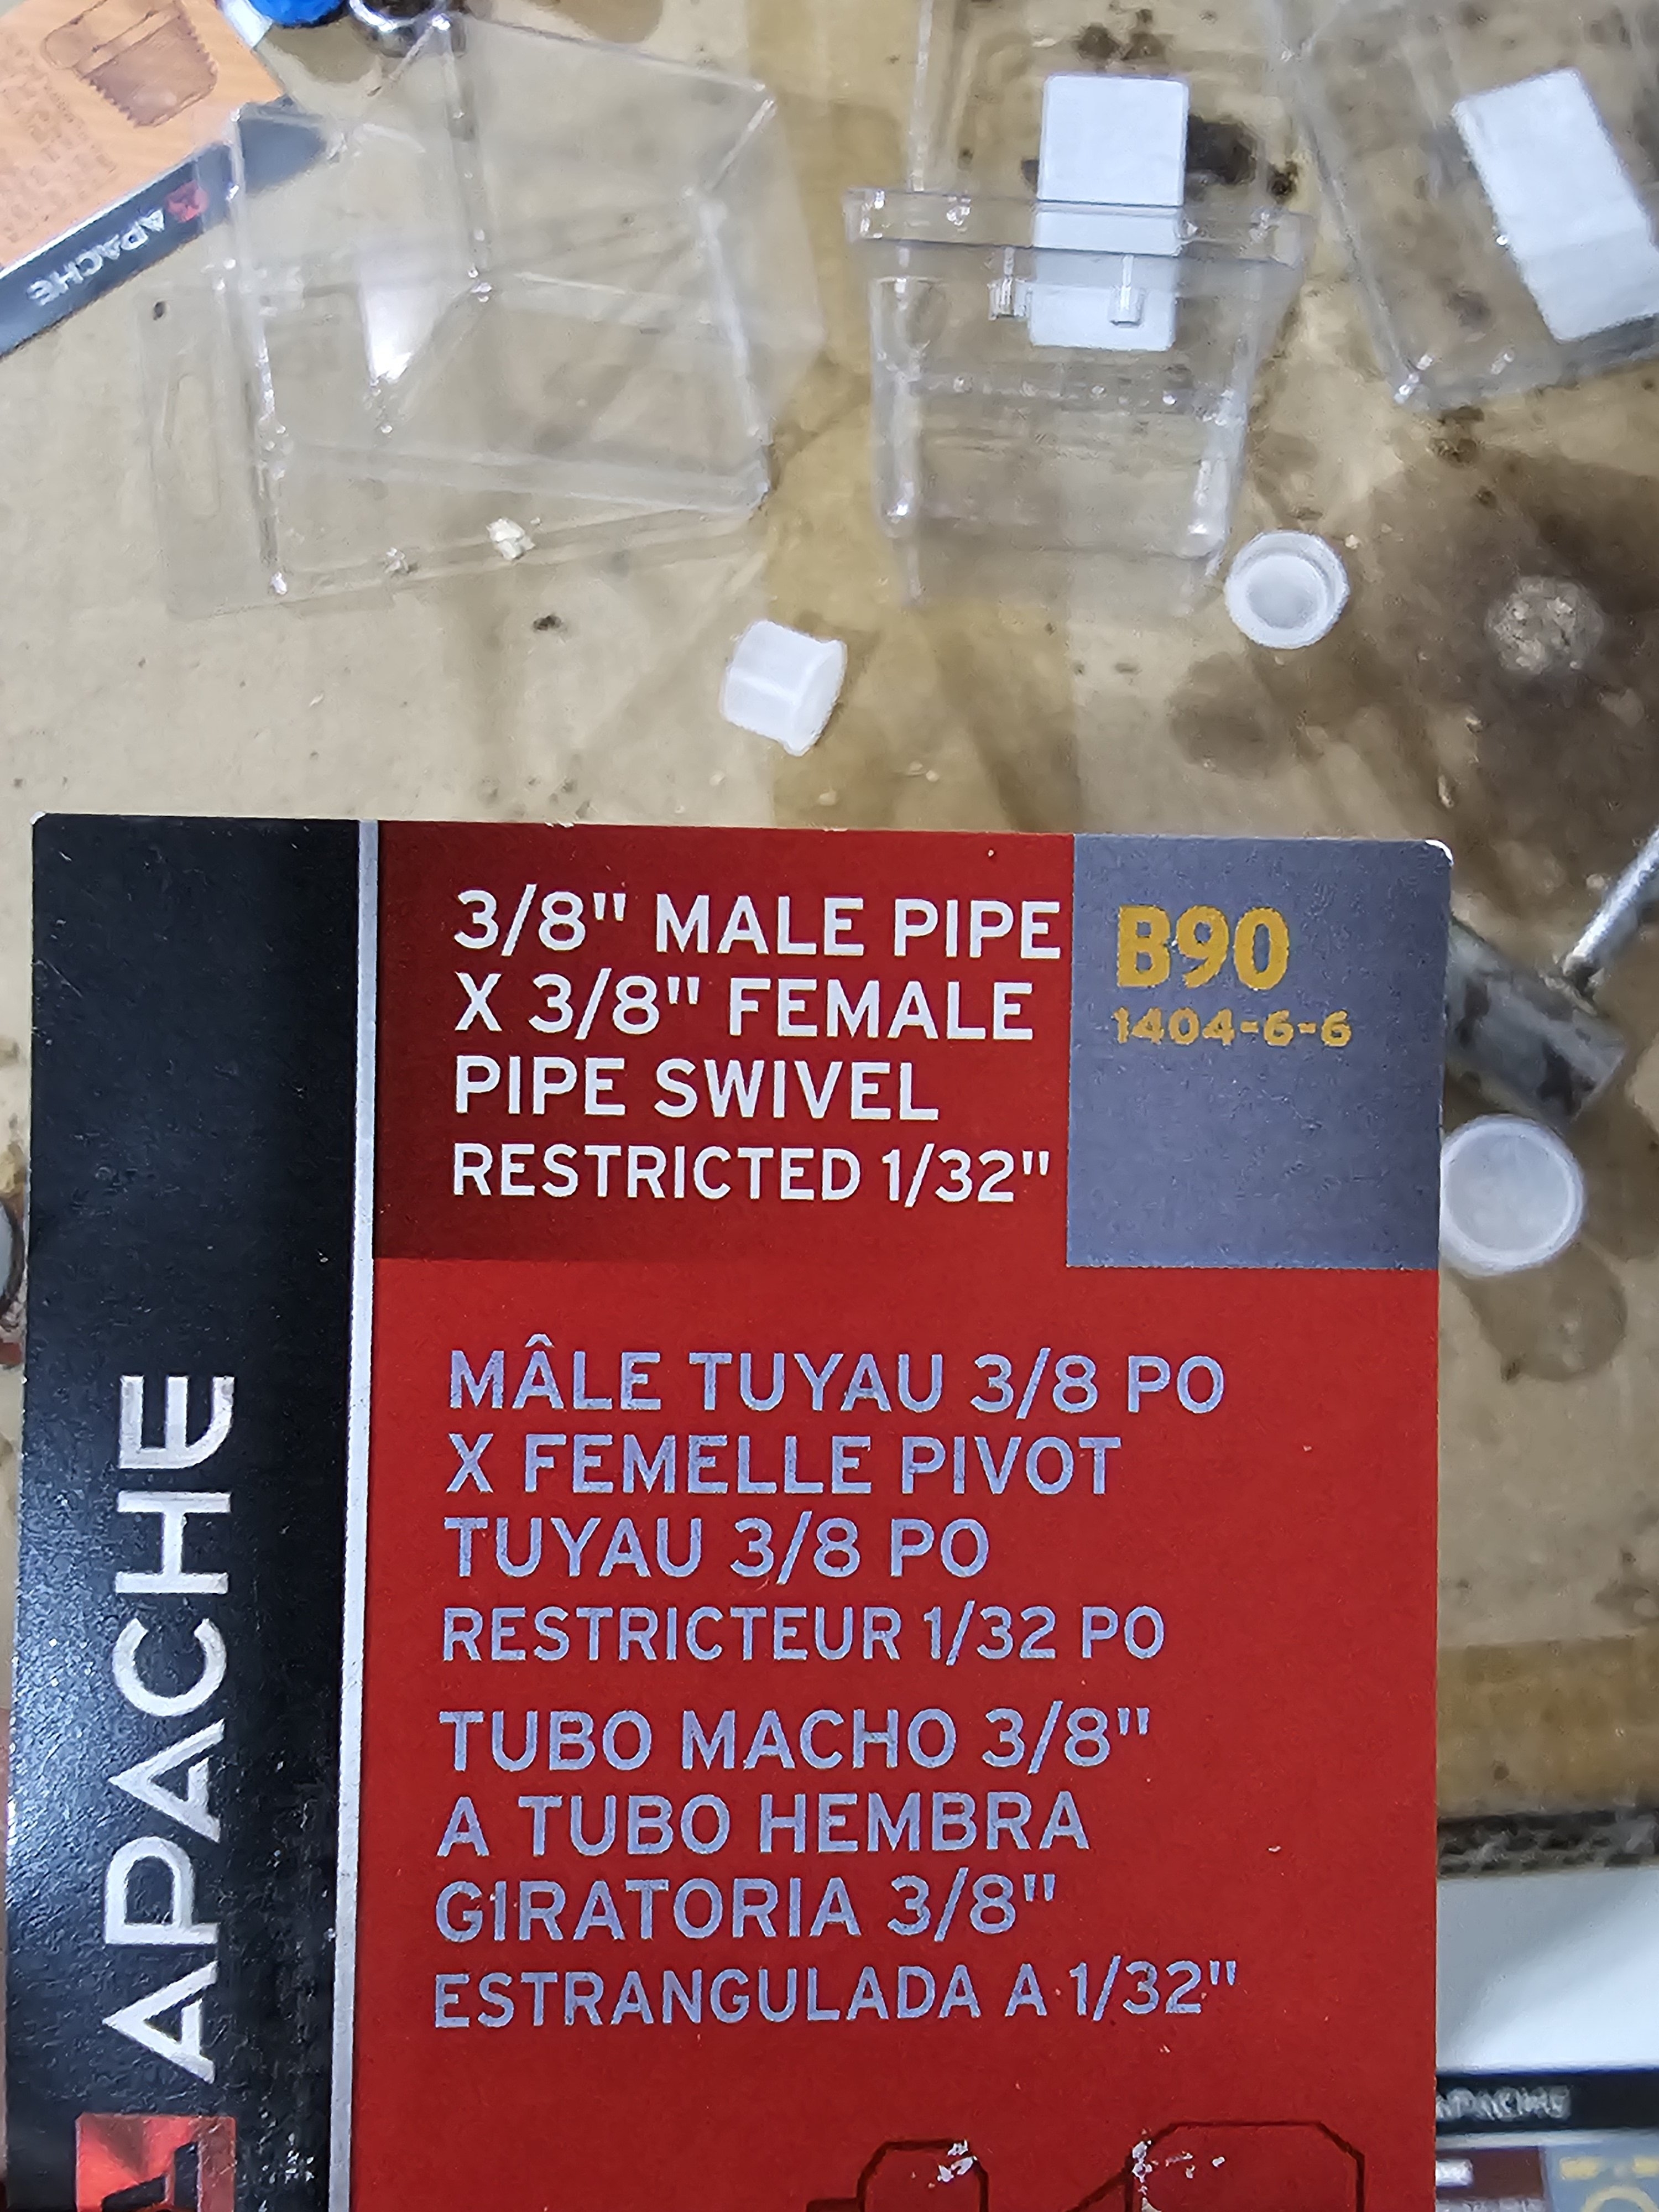 APACHE
3/8" MALE PIPE
X 3/8" FEMALE
PIPE SWIVEL
RESTRICTED 1/32"
B90
1404-6-6
MÂLE TUYAU 3/8 PO
X FEMELLE PIVOT
TUYAU 3/8 PO
RESTRICTEUR 1/32 PO
TUBO MACHO 3/8"
A TUBO HEMBRA
GIRATORIA 3/8"
ESTRANGULADA A 1/32"
APACHE
APACHE